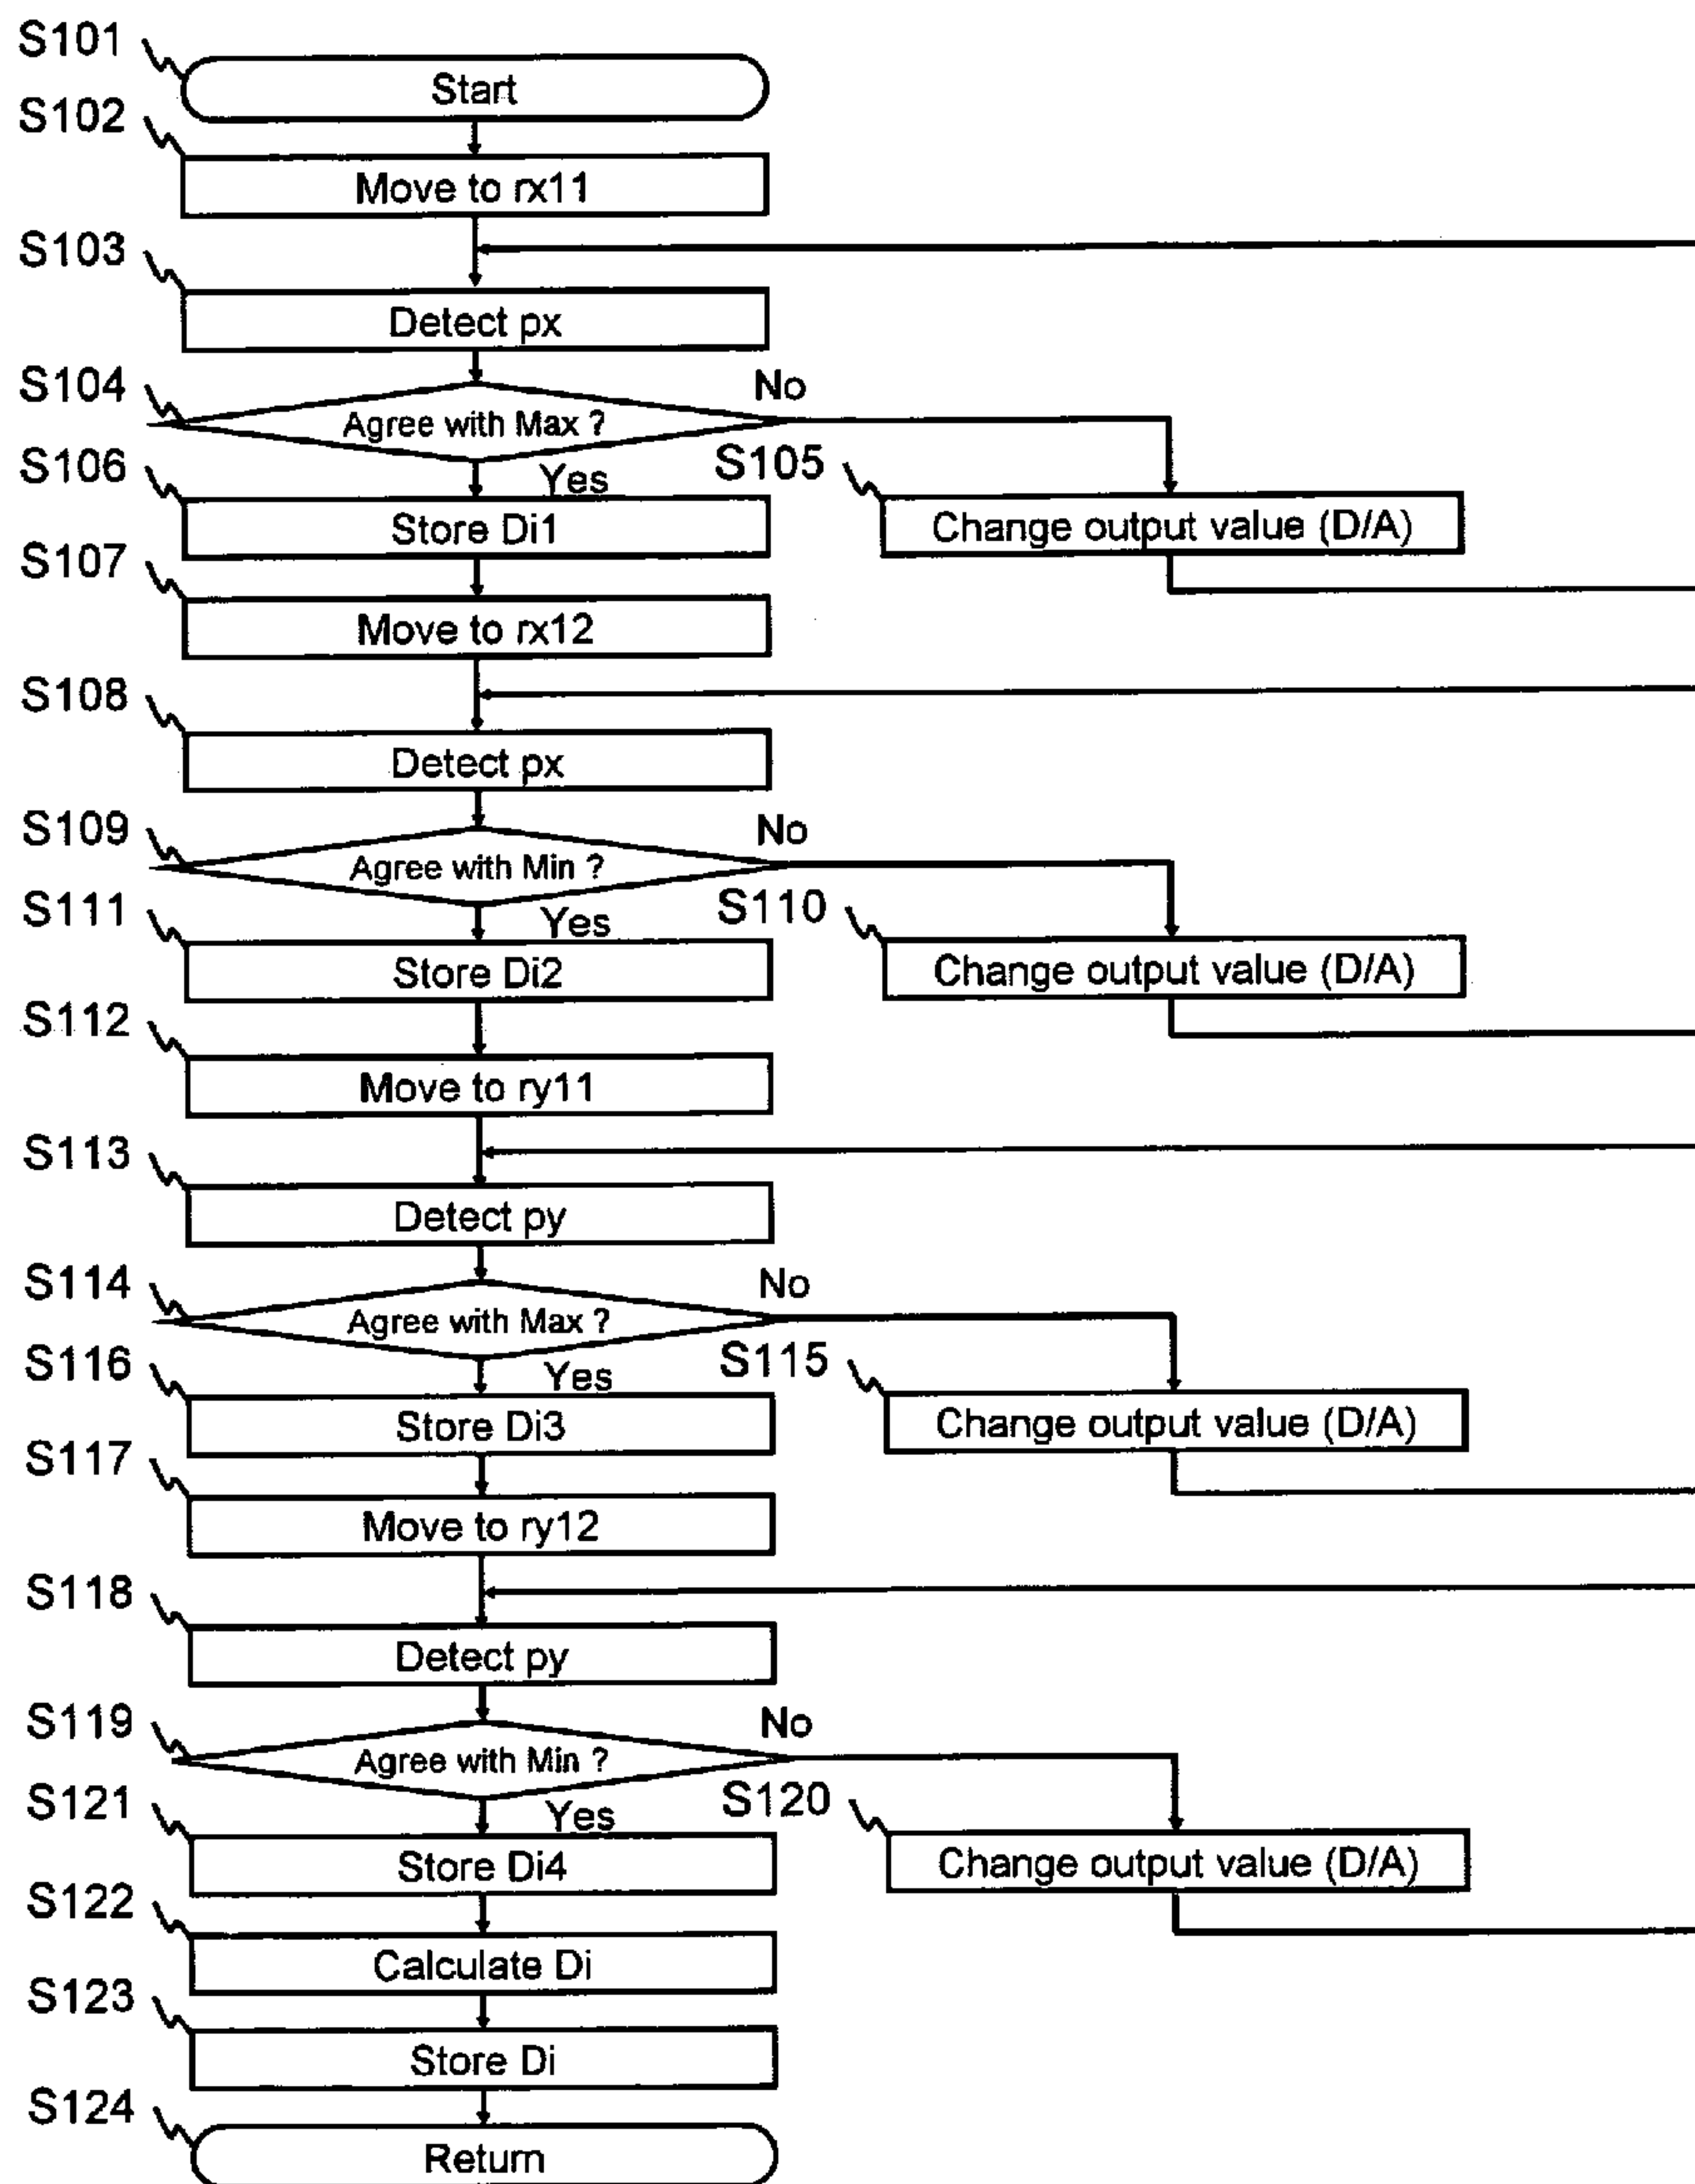 S101
Start
S102
Move to rx11
S103
Detect px
S104
Agree with Max ?
No
S106
Yes
S105
Store Di1
Change output value (D/A)
S107
Move to rx12
S108
Detect px
S109
Agree with Min ?
No
S111
Yes
S110
Store Di2
Change output value (D/A)
S112
Move to ry11
S113
Detect py
S114
Agree with Max ?
No
S116
Yes
S115
Store Di3
Change output value (D/A)
S117
Move to ry12
S118
Detect py
S119
Agree with Min ?
No
S121
Yes
S120
Store Di4
Change output value (D/A)
S122
Calculate Di
S123
Store Di
S124
Return